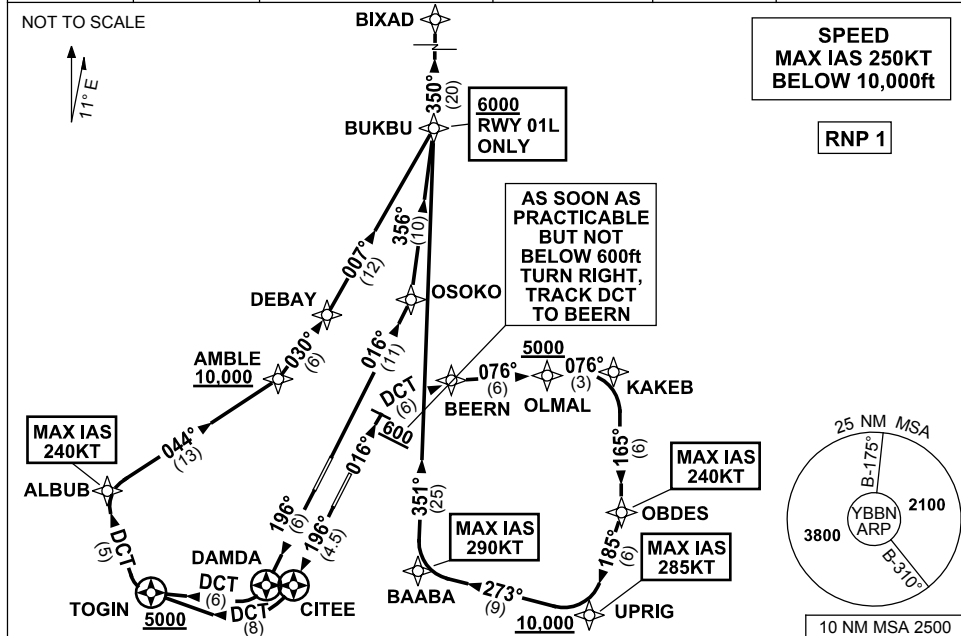 NOT TO SCALE
11° E
BIXAD
SPEED
MAX IAS 250KT
BELOW 10,000ft
350°
(20)
BUKBU
6000
RWY 01L
ONLY
RNP 1
AS SOON AS
PRACTICABLE
BUT NOT
BELOW 600ft
TURN RIGHT,
TRACK DCT
TO BEERN
356°
(10)
007°
(12)
DEBAY
OSOKO
030°
(6)
AMBLE
10,000
016°
(11)
5000
DCT
(6)
076°
(6)
076°
(3)
KAKEB
BEERN
OLMAL
600
016°
25 NM MSA
B-175°
MAX IAS
240KT
044°
(13)
165°
(6)
MAX IAS
240KT
ALBUB
351°
(25)
OBDES
YBBN
ARP
2100
3800
196°
(6)
196°
(4.5)
MAX IAS
290KT
185°
(6)
MAX IAS
285KT
B-310°
DCT
(5)
DAMDA
DCT
(6)
BAABA
273°
(9)
TOGIN
5000
DCT
(8)
CITEE
UPRIG
10,000
10 NM MSA 2500